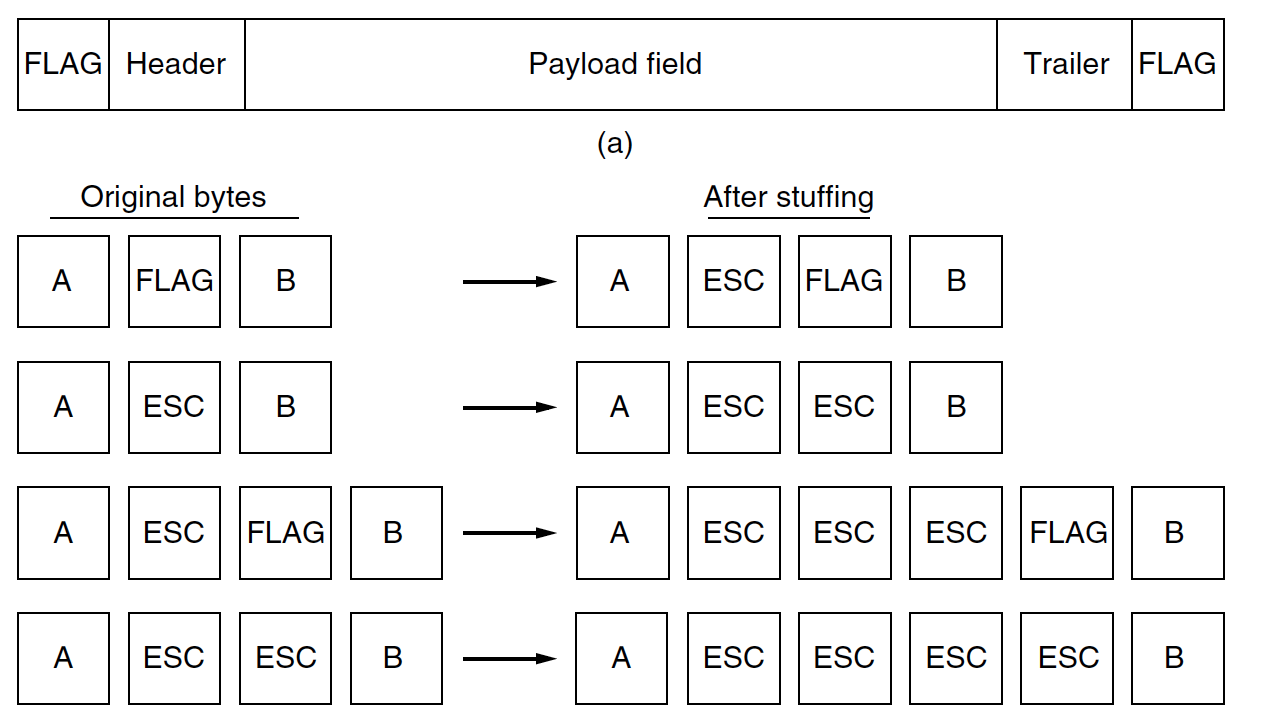 FLAG Header Payload field Trailer FLAG
(a)
Original bytes After stuffing
A FLAG B A ESC FLAG B
A ESC B A ESC ESC B
A ESC FLAG B A ESC ESC ESC FLAG B
A ESC ESC B A ESC ESC ESC ESC B